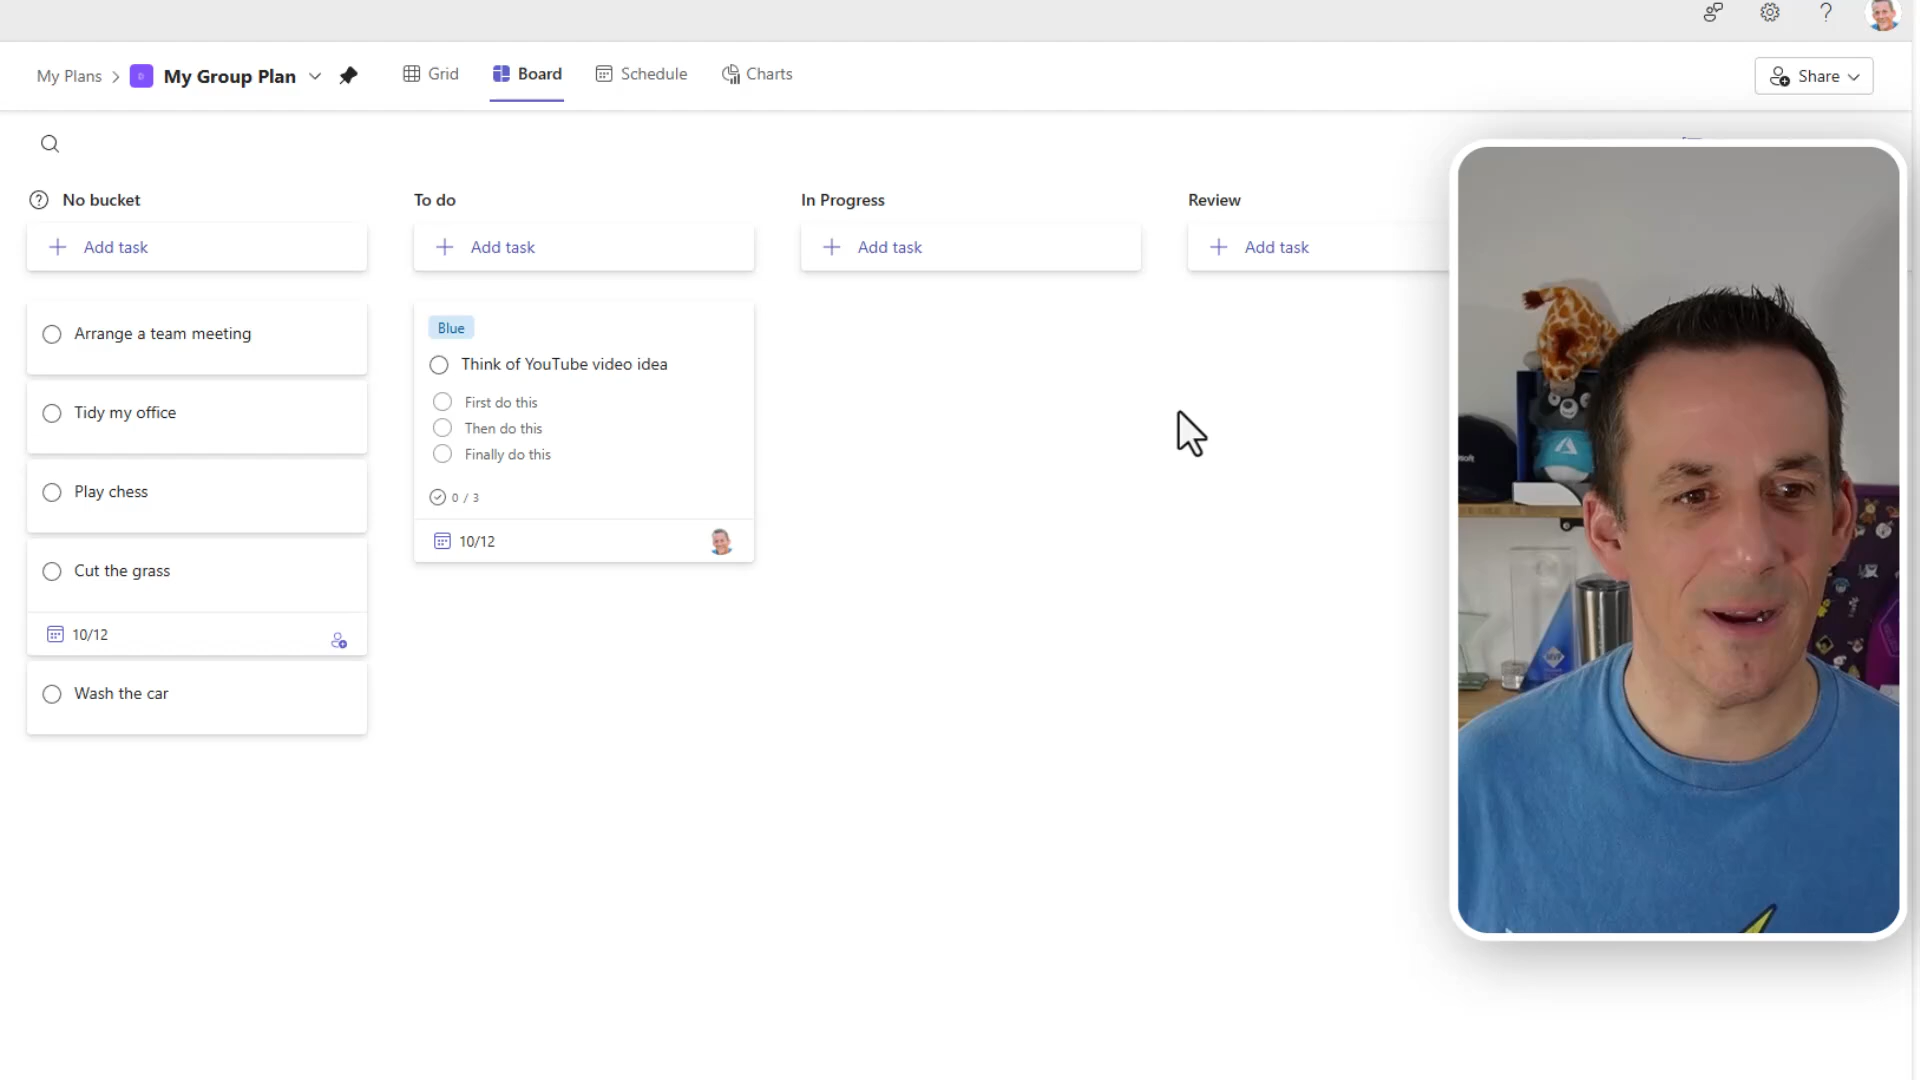 My Plans > My Group Plan
Grid
Board
Schedule
Charts
Share
No bucket
Add task
Arrange a team meeting
Tidy my office
Play chess
Cut the grass
10/12
Wash the car
To do
Add task
Blue
Think of YouTube video idea
First do this
Then do this
Finally do this
0 / 3
10/12
In Progress
Add task
Review
Add task